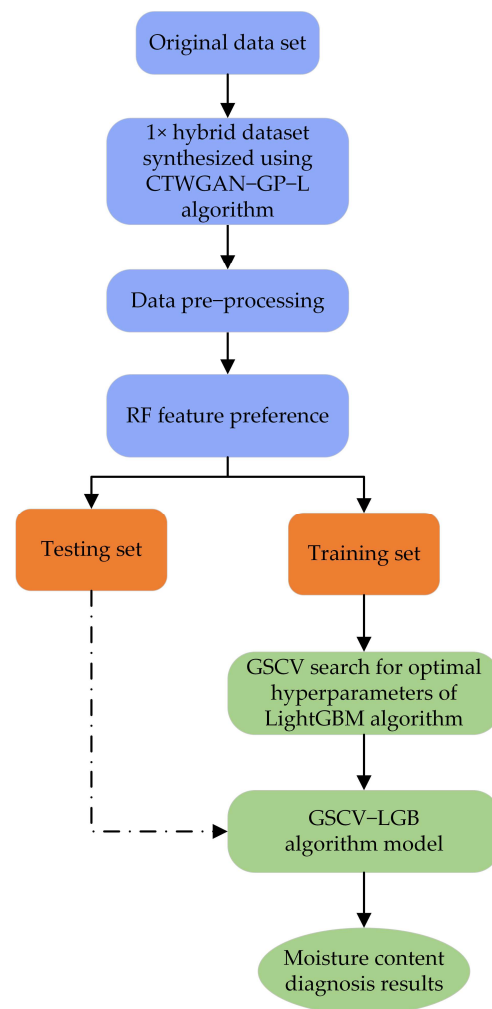 Original data set
1× hybrid dataset
synthesized using
CTWGAN−GP−L
algorithm
Data pre−processing
RF feature preference
Testing set
Training set
GSCV search for optimal
hyperparameters of
LightGBM algorithm
GSCV−LGB
algorithm model
Moisture content
diagnosis results